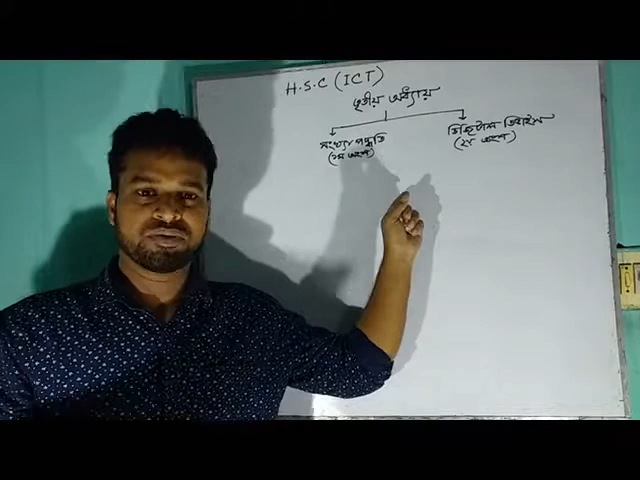 H.S.C (ICT)
তৃতীয় অধ্যায়
সংখ্যা পদ্ধতি
ডিজিটাল ডিভাইস
(১ম অংশ)
(২য় অংশ)